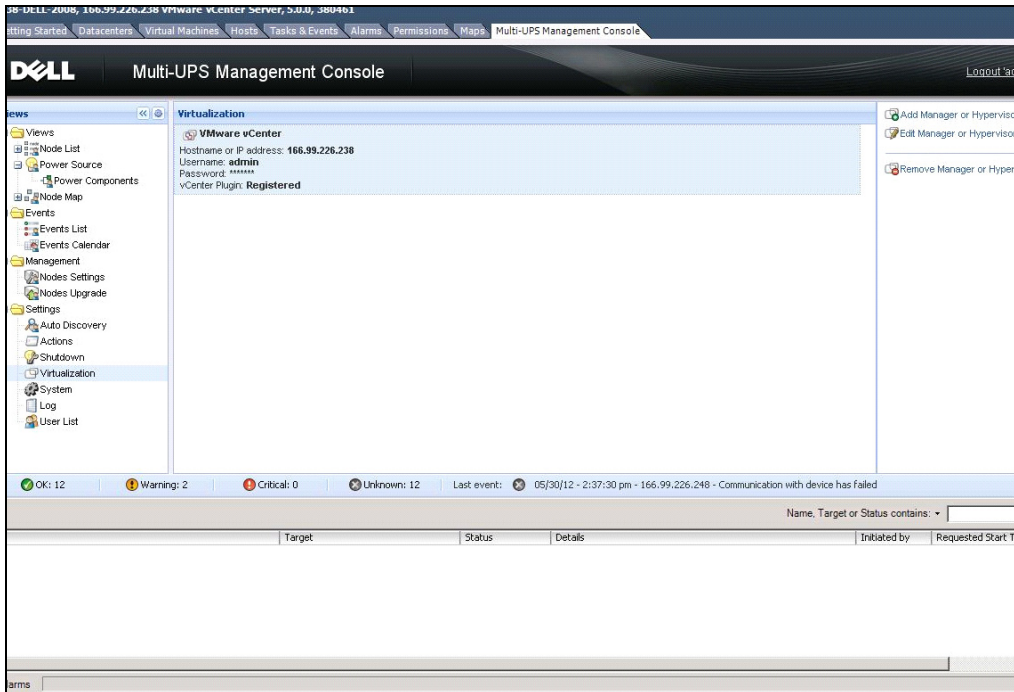 38-DELL-2008, 166.99.226.238 VMware vCenter Server, 5.0.0, 380461
etting Started Datacenters Virtual Machines Hosts Tasks & Events Alarms Permissions Maps Multi-UPS Management Console
DELL Multi-UPS Management Console Logout 'ad
iews
Views
Node List
Power Source
Power Components
Node Map
Events
Events List
Events Calendar
Management
Nodes Settings
Nodes Upgrade
Settings
Auto Discovery
Actions
Shutdown
Virtualization
System
Log
User List
Virtualization
VMware vCenter
Hostname or IP address: 166.99.226.238
Username: admin
Password: *******
vCenter Plugin: Registered
Add Manager or Hyperviso
Edit Manager or Hypervisor
Remove Manager or Hyper
OK: 12 Warning: 2 Critical: 0 Unknown: 12 Last event: 05/30/12 - 2:37:30 pm - 166.99.226.248 - Communication with device has failed
Name, Target or Status contains:
Target Status Details Initiated by Requested Start T
larms